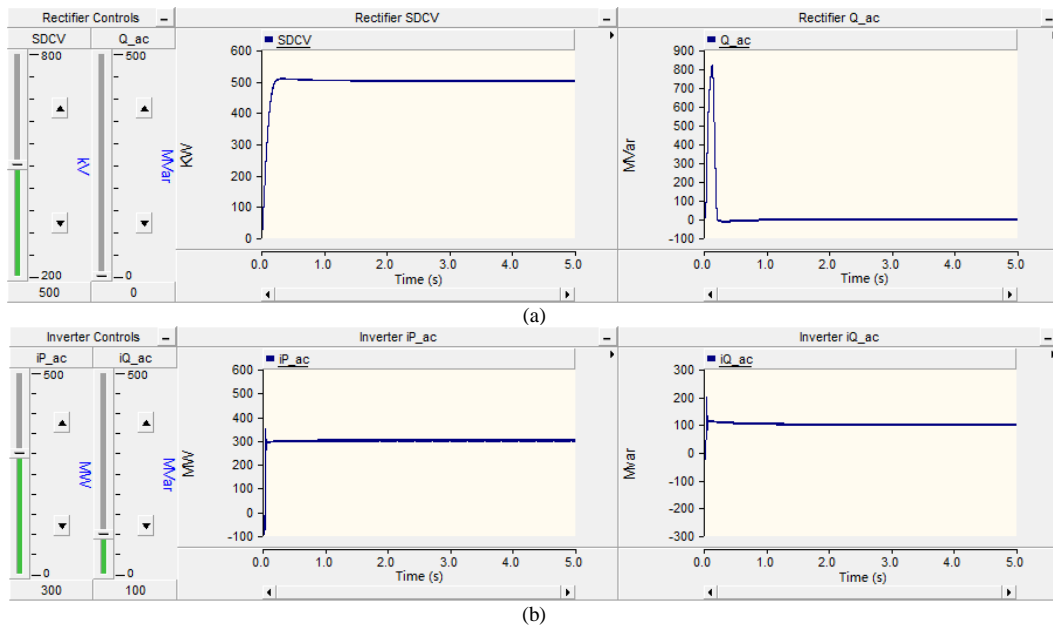 Rectifier Controls
SDCV Q_ac
800 500
kV MVar
200 0
500 0
Rectifier SDCV
SDCV
600
500
400
300
200
100
0
KW
0.0 1.0 2.0 3.0 4.0 5.0
Time (s)
Rectifier Q_ac
Q_ac
900
800
700
600
500
400
300
200
100
0
-100
MVar
0.0 1.0 2.0 3.0 4.0 5.0
Time (s)
(a)
Inverter Controls
iP_ac iQ_ac
500 500
MW MVar
0 0
300 100
Inverter iP_ac
iP_ac
600
500
400
300
200
100
0
-100
MW
0.0 1.0 2.0 3.0 4.0 5.0
Time (s)
Inverter iQ_ac
iQ_ac
300
200
100
0
-100
-200
-300
Mvar
0.0 1.0 2.0 3.0 4.0 5.0
Time (s)
(b)